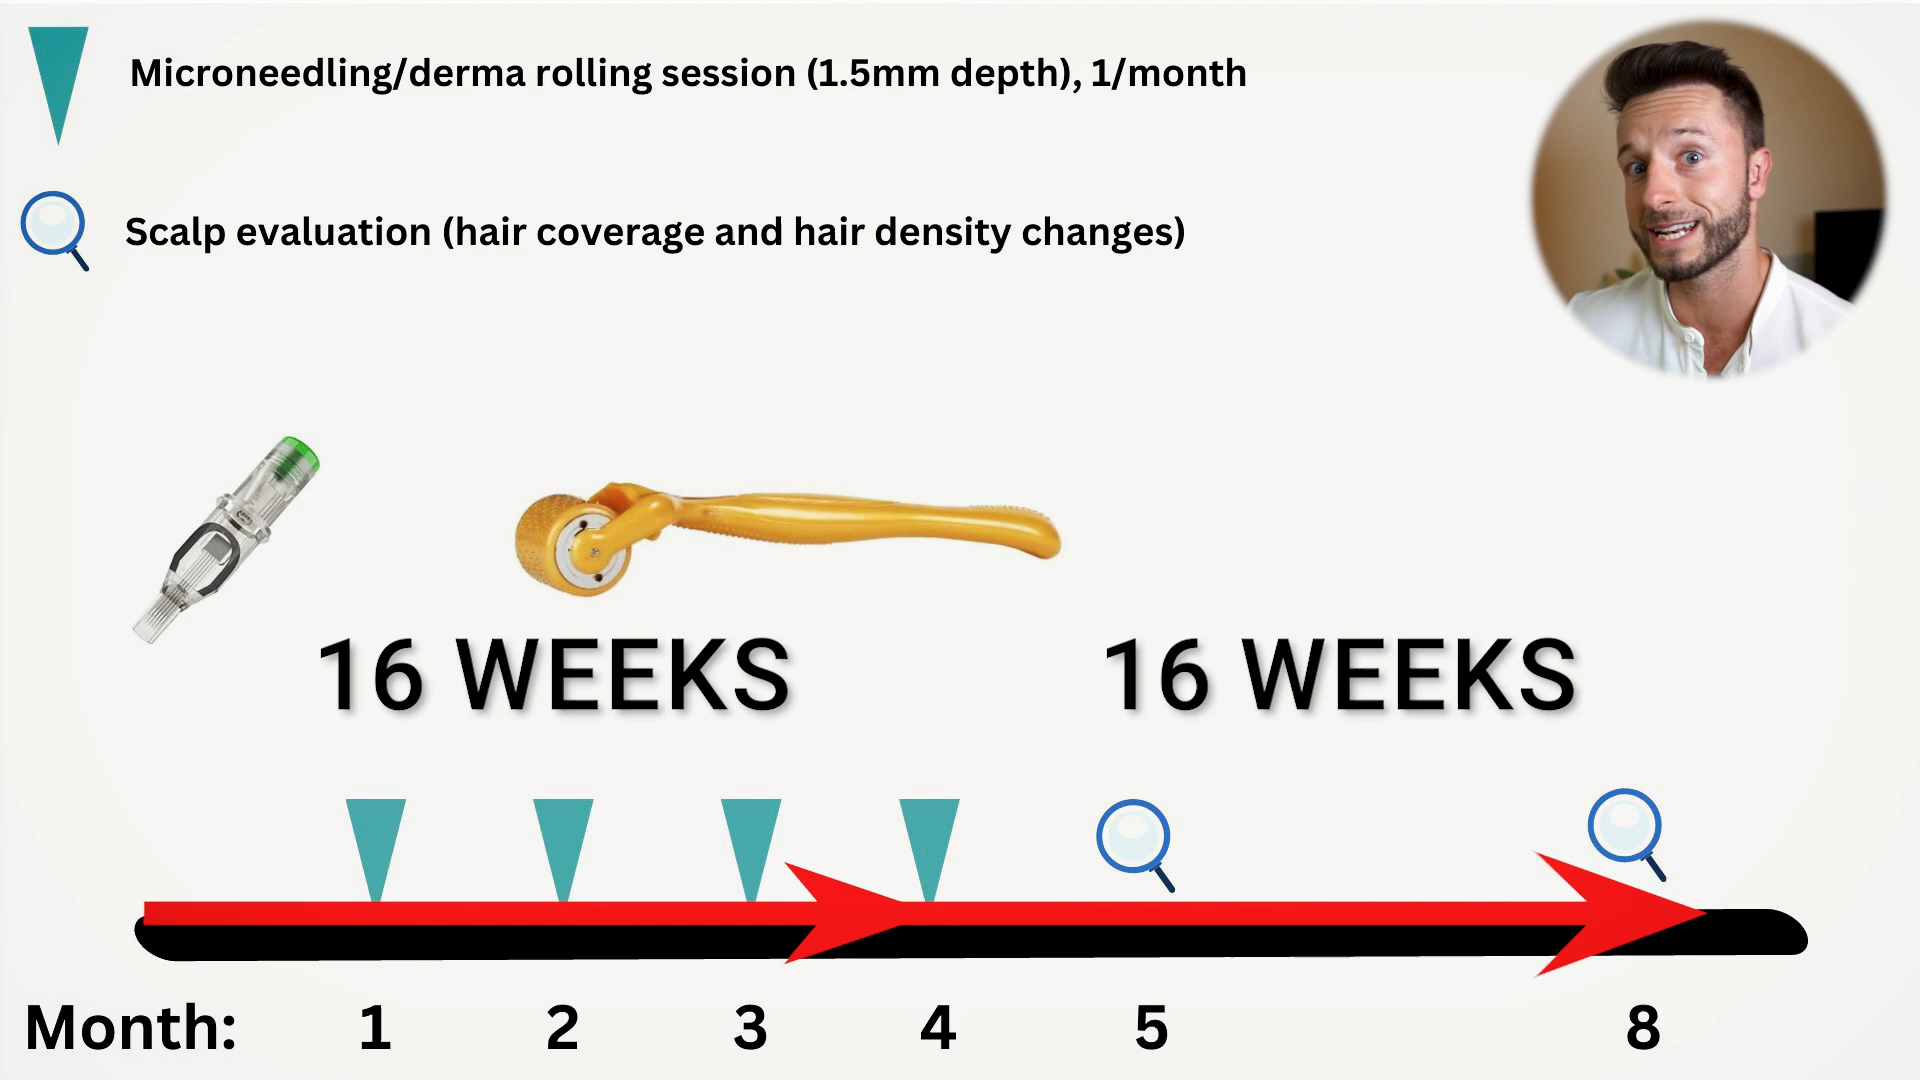 Microneedling/derma rolling session (1.5mm depth), 1/month
Scalp evaluation (hair coverage and hair density changes)
16 WEEKS 16 WEEKS
Month: 1 2 3 4 5 8